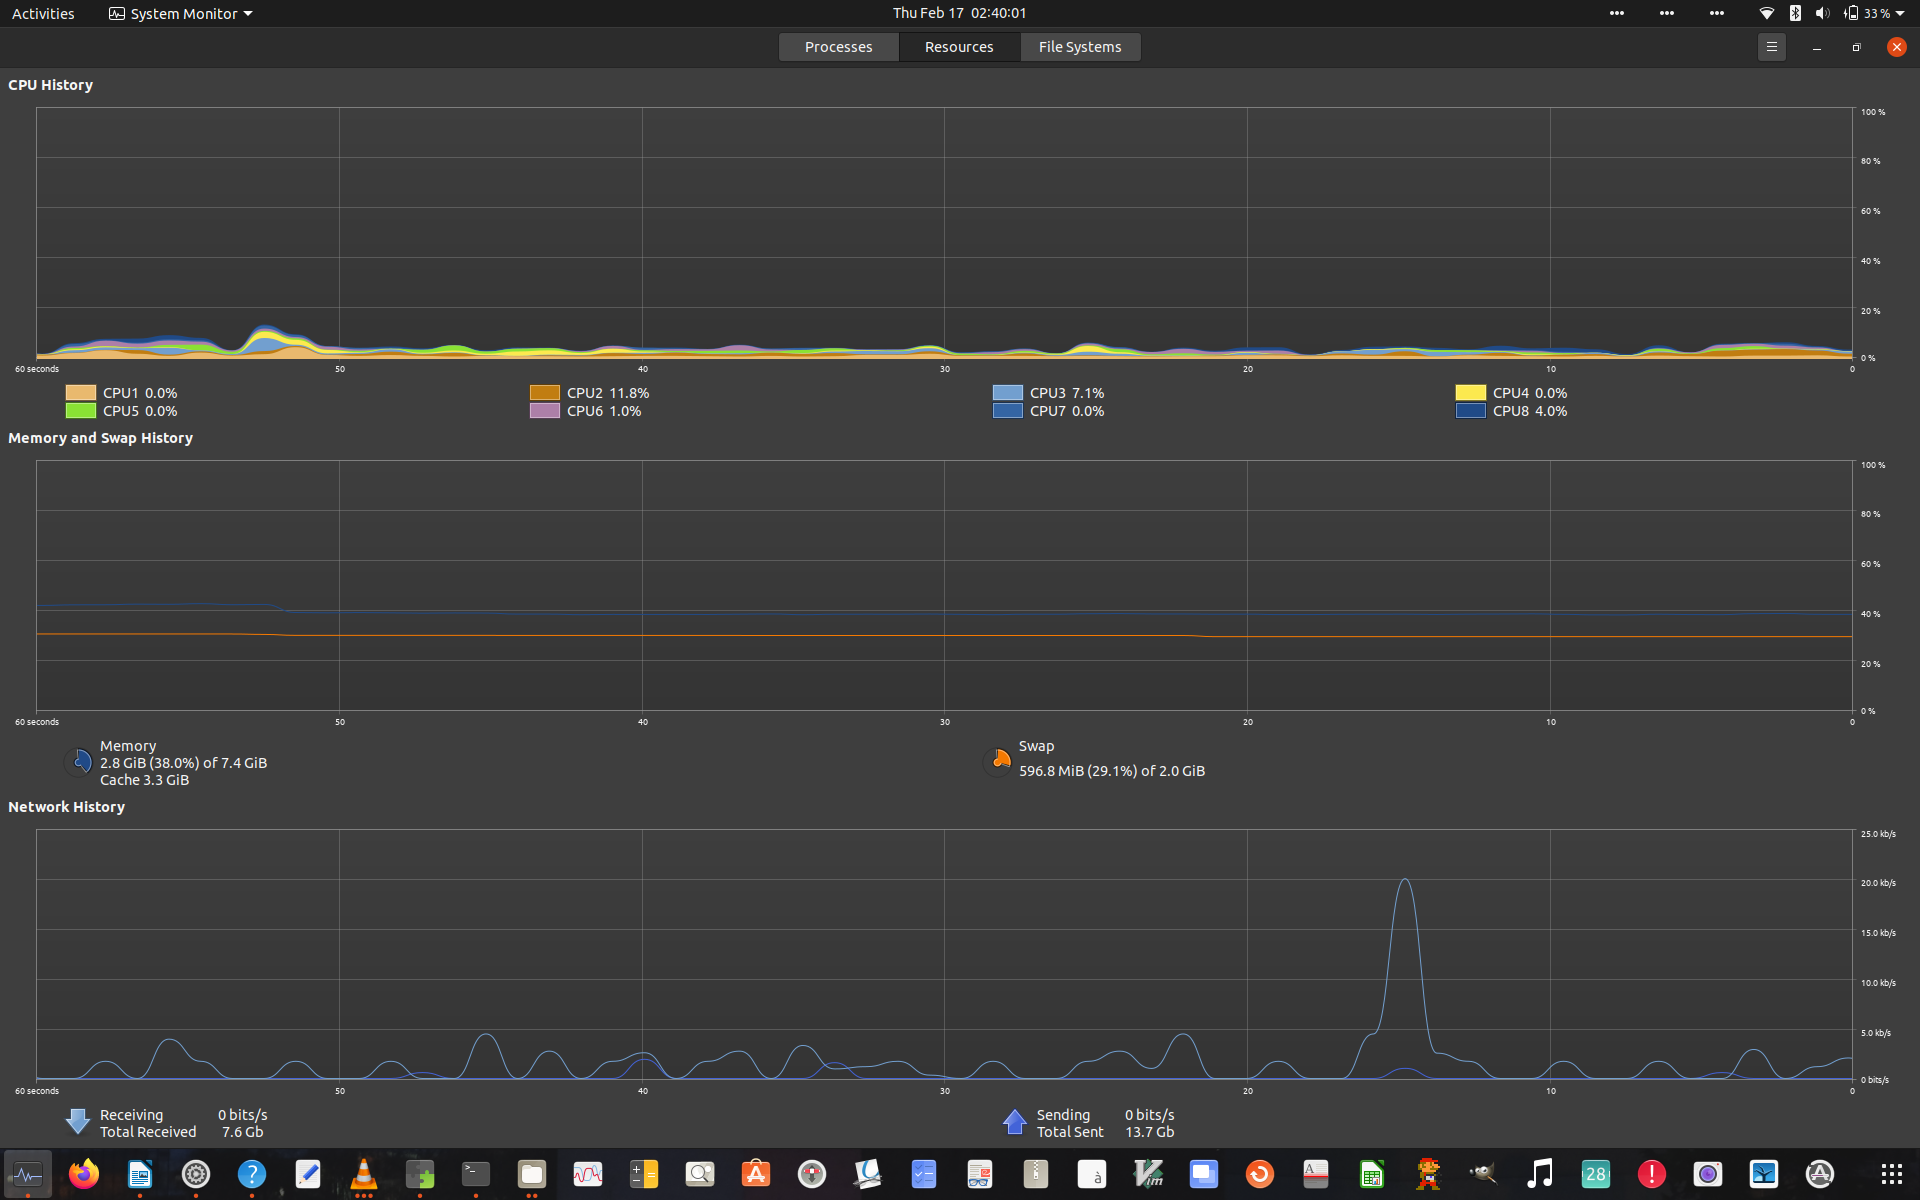 Activities
System Monitor
Thu Feb 17 02:40:01
33 %
Processes
Resources
File Systems
CPU History
100 %
80 %
60 %
40 %
20 %
0 %
60 seconds
50
40
30
20
10
0
CPU1 0.0%
CPU2 11.8%
CPU3 7.1%
CPU4 0.0%
CPU5 0.0%
CPU6 1.0%
CPU7 0.0%
CPU8 4.0%
Memory and Swap History
100 %
80 %
60 %
40 %
20 %
0 %
60 seconds
50
40
30
20
10
0
Memory
2.8 GiB (38.0%) of 7.4 GiB
Cache 3.3 GiB
Swap
596.8 MiB (29.1%) of 2.0 GiB
Network History
25.0 kb/s
20.0 kb/s
15.0 kb/s
10.0 kb/s
5.0 kb/s
0 bits/s
60 seconds
50
40
30
20
10
0
Receiving 0 bits/s
Total Received 7.6 Gb
Sending 0 bits/s
Total Sent 13.7 Gb
?
>_
à
Vim
A
28
!